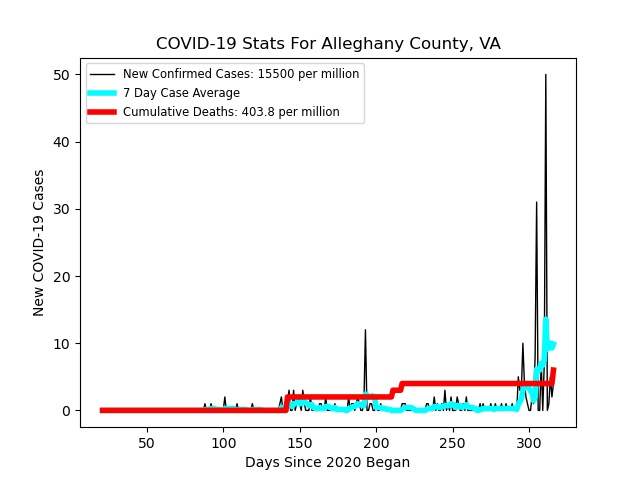 COVID-19 Stats For Alleghany County, VA
New Confirmed Cases: 15500 per million
7 Day Case Average
Cumulative Deaths: 403.8 per million
New COVID-19 Cases
50
40
30
20
10
0
50 100 150 200 250 300
Days Since 2020 Began